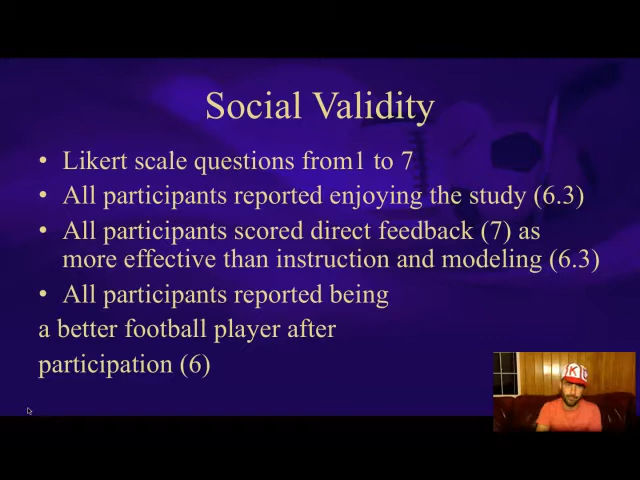 Social Validity
• Likert scale questions from1 to 7
• All participants reported enjoying the study (6.3)
• All participants scored direct feedback (7) as
more effective than instruction and modeling (6.3)
• All participants reported being
a better football player after
participation (6)